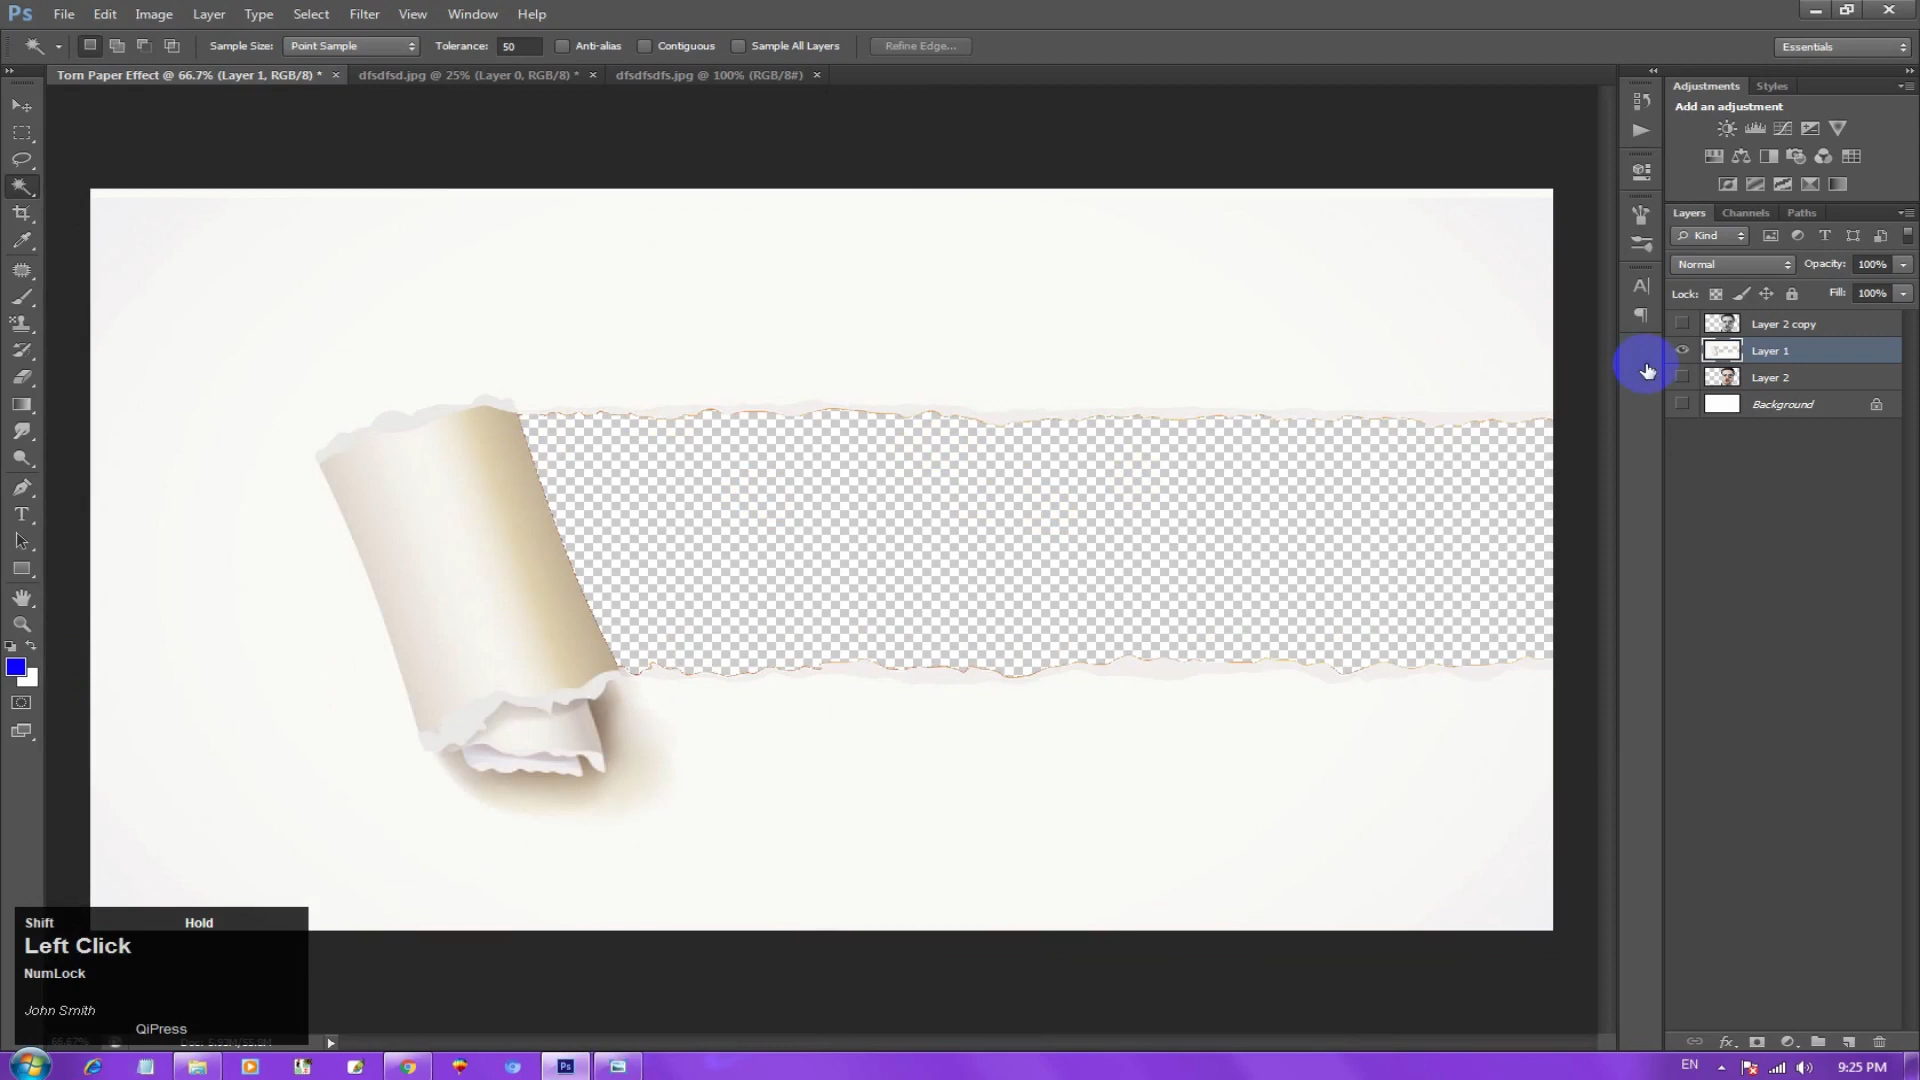 Ps File Edit Image Layer Type Select Filter View Window Help
Sample Size: Point Sample Tolerance: 50 Anti-alias Contiguous Sample All Layers Refine Edge... Essentials
Torn Paper Effect @ 66.7% (Layer 1, RGB/8) * × dfsdfsd.jpg @ 25% (Layer 0, RGB/8) * × dfsdfsdfs.jpg @ 100% (RGB/8#) ×
Adjustments Styles
Add an adjustment
Layers Channels Paths
Kind
Normal Opacity: 100%
Lock: Fill: 100%
Layer 2 copy
Layer 1
Layer 2
Background
Shift Hold
Left Click
NumLock
John Smith
QiPress
EN 9:25 PM